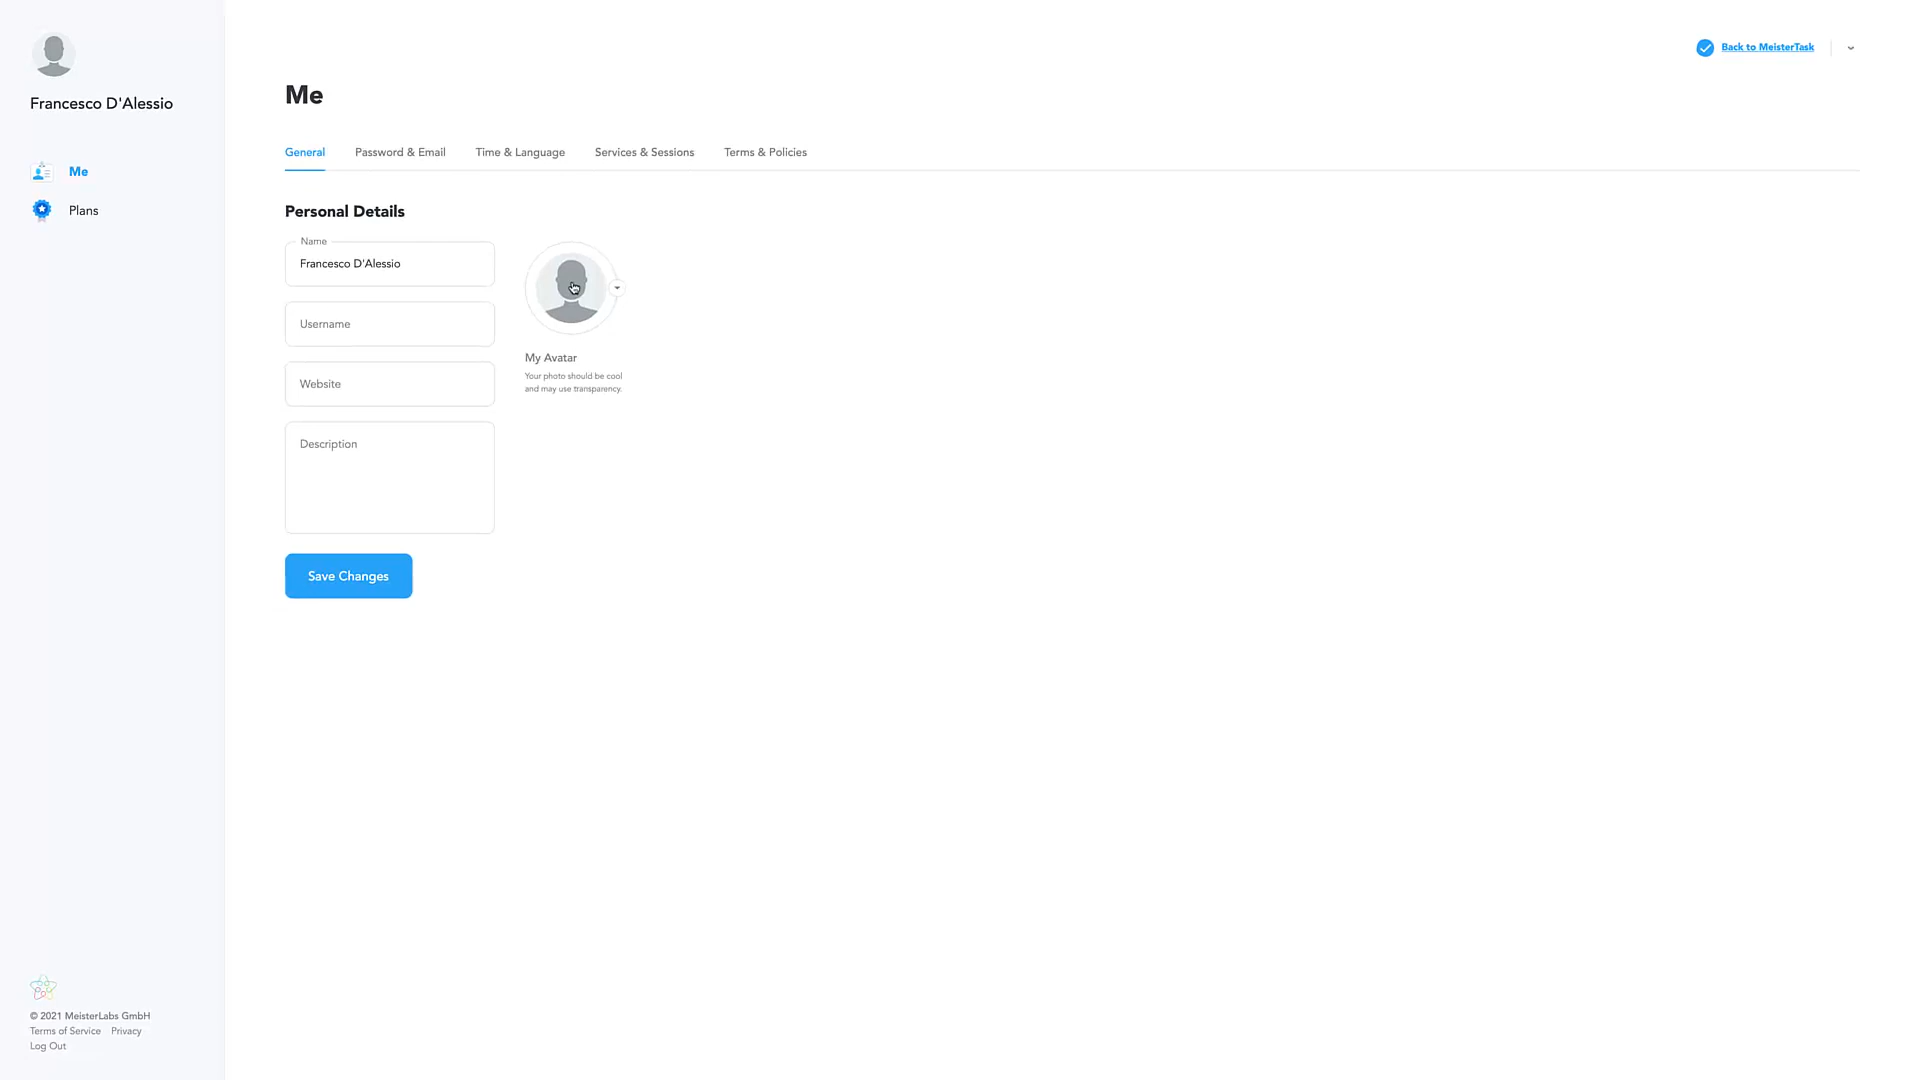 Francesco D'Alessio
Me
Plans
© 2021 MeisterLabs GmbH
Terms of Service Privacy
Log Out
Back to MeisterTask
Me
General Password & Email Time & Language Services & Sessions Terms & Policies
Personal Details
Name
Francesco D'Alessio
Username
Website
Description
My Avatar
Your photo should be cool
and may use transparency.
Save Changes